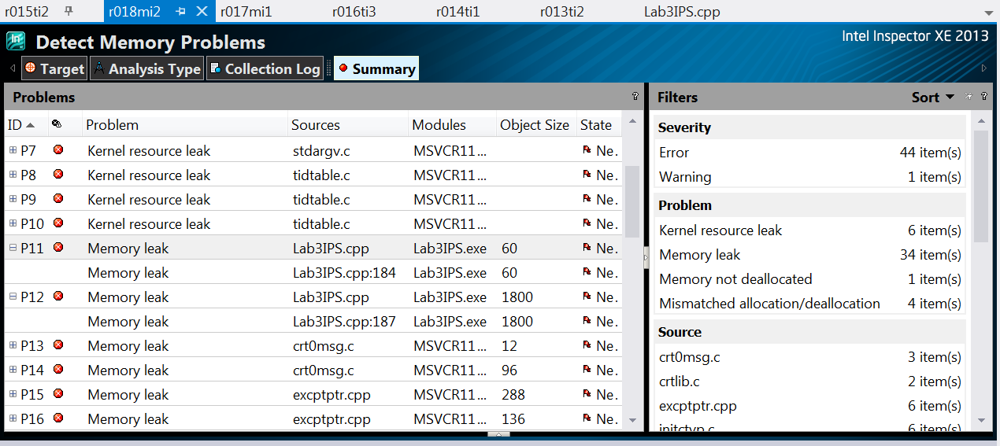 r015ti2 r018mi2 r017mi1 r016ti3 r014ti1 r013ti2 Lab3IPS.cpp
Detect Memory Problems
Intel Inspector XE 2013
Target Analysis Type Collection Log Summary
Problems ?
ID Problem Sources Modules Object Size State
P7 Kernel resource leak stdargv.c MSVCR11... Ne.
P8 Kernel resource leak tidtable.c MSVCR11... Ne.
P9 Kernel resource leak tidtable.c MSVCR11... Ne.
P10 Kernel resource leak tidtable.c MSVCR11... Ne.
P11 Memory leak Lab3IPS.cpp Lab3IPS.exe 60 Ne.
Memory leak Lab3IPS.cpp:184 Lab3IPS.exe 60 Ne.
P12 Memory leak Lab3IPS.cpp Lab3IPS.exe 1800 Ne.
Memory leak Lab3IPS.cpp:187 Lab3IPS.exe 1800 Ne.
P13 Memory leak crt0msg.c MSVCR11... 12 Ne.
P14 Memory leak crt0msg.c MSVCR11... 96 Ne.
P15 Memory leak excptptr.cpp MSVCR11... 288 Ne.
P16 Memory leak excptptr.cpp MSVCR11... 136 Ne.
Filters Sort ?
Severity
Error 44 item(s)
Warning 1 item(s)
Problem
Kernel resource leak 6 item(s)
Memory leak 34 item(s)
Memory not deallocated 1 item(s)
Mismatched allocation/deallocation 4 item(s)
Source
crt0msg.c 3 item(s)
crtlib.c 2 item(s)
excptptr.cpp 6 item(s)
initctyp.c 6 item(s)